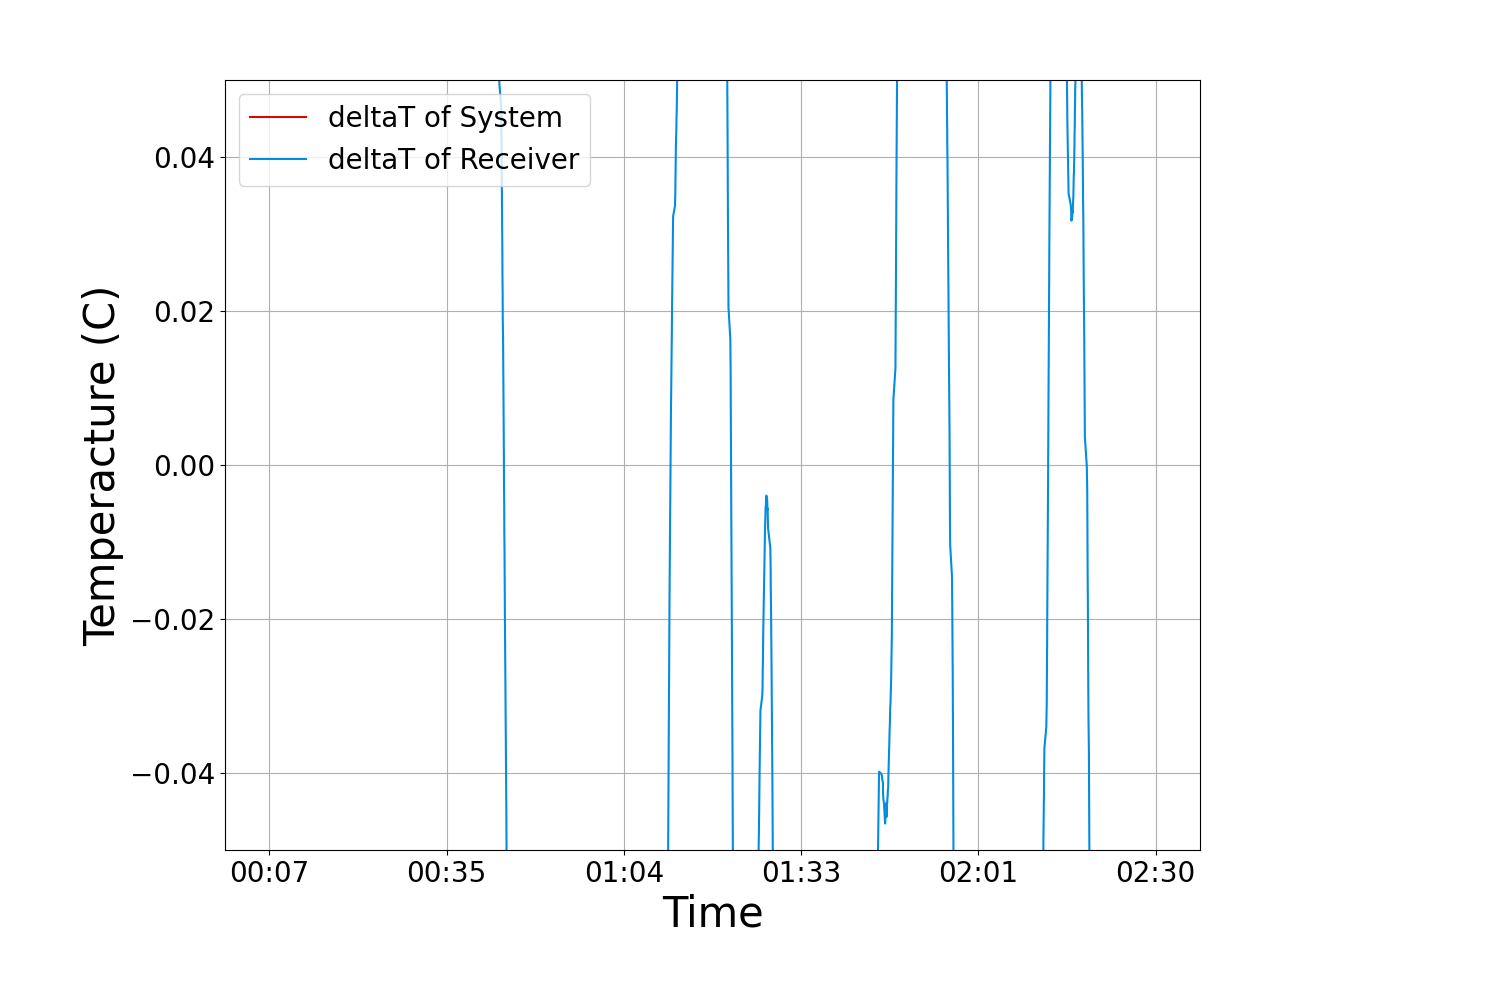 deltaT of System
deltaT of Receiver
0.04
0.02
0.00
−0.02
−0.04
Temperacture (C)
00:07 00:35 01:04 01:33 02:01 02:30
Time